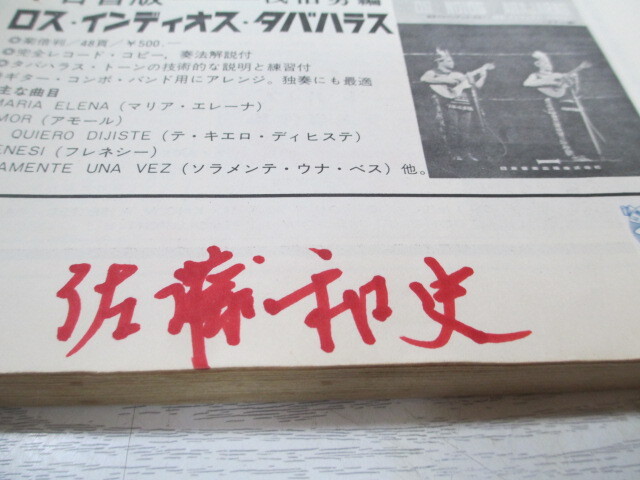 ロス・インディオス・タバハラス
●菊倍判／48頁／￥500.—
●完全レコード・コピー，奏法解説付
●タバハラス・トーンの技術的な説明と練習付
ギター・コンボ・バンド用にアレンジ。独奏にも最適
主な曲目
MARIA ELENA（マリア・エレーナ）
MOR（アモール）
QUIERO DIJISTE（テ・キエロ・ディヒステ）
ENESI（フレネシー）
AMENTE UNA VEZ（ソラメンテ・ウナ・ベス）他。
佐藤和史